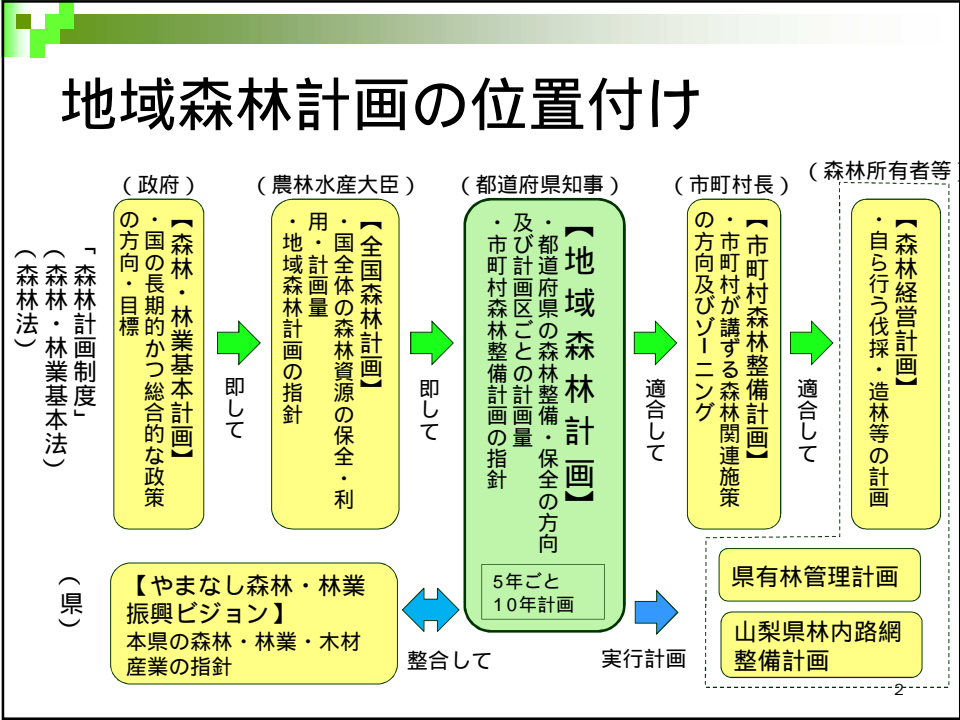 地域森林計画の位置付け
「森林計画制度」
（森林・林業基本法）
（森林法）
（政府）
【森林・林業基本計画】
・国の長期的かつ総合的な政策
の方向・目標
即して
（農林水産大臣）
【全国森林計画】
・国全体の森林資源の保全・利
用・計画量
・地域森林計画の指針
即して
（都道府県知事）
【地域森林計画】
・都道府県の森林整備・保全の方向
及び計画区ごとの計画量
・市町村森林整備計画の指針
5年ごと
10年計画
適合して
（市町村長）
【市町村森林整備計画】
・市町村が講ずる森林関連施策
の方向及びゾーニング
適合して
（森林所有者等）
【森林経営計画】
・自ら行う伐採・造林等の計画
（県）
【やまなし森林・林業
振興ビジョン】
本県の森林・林業・木材
産業の指針
整合して
実行計画
県有林管理計画
山梨県林内路網
整備計画
2